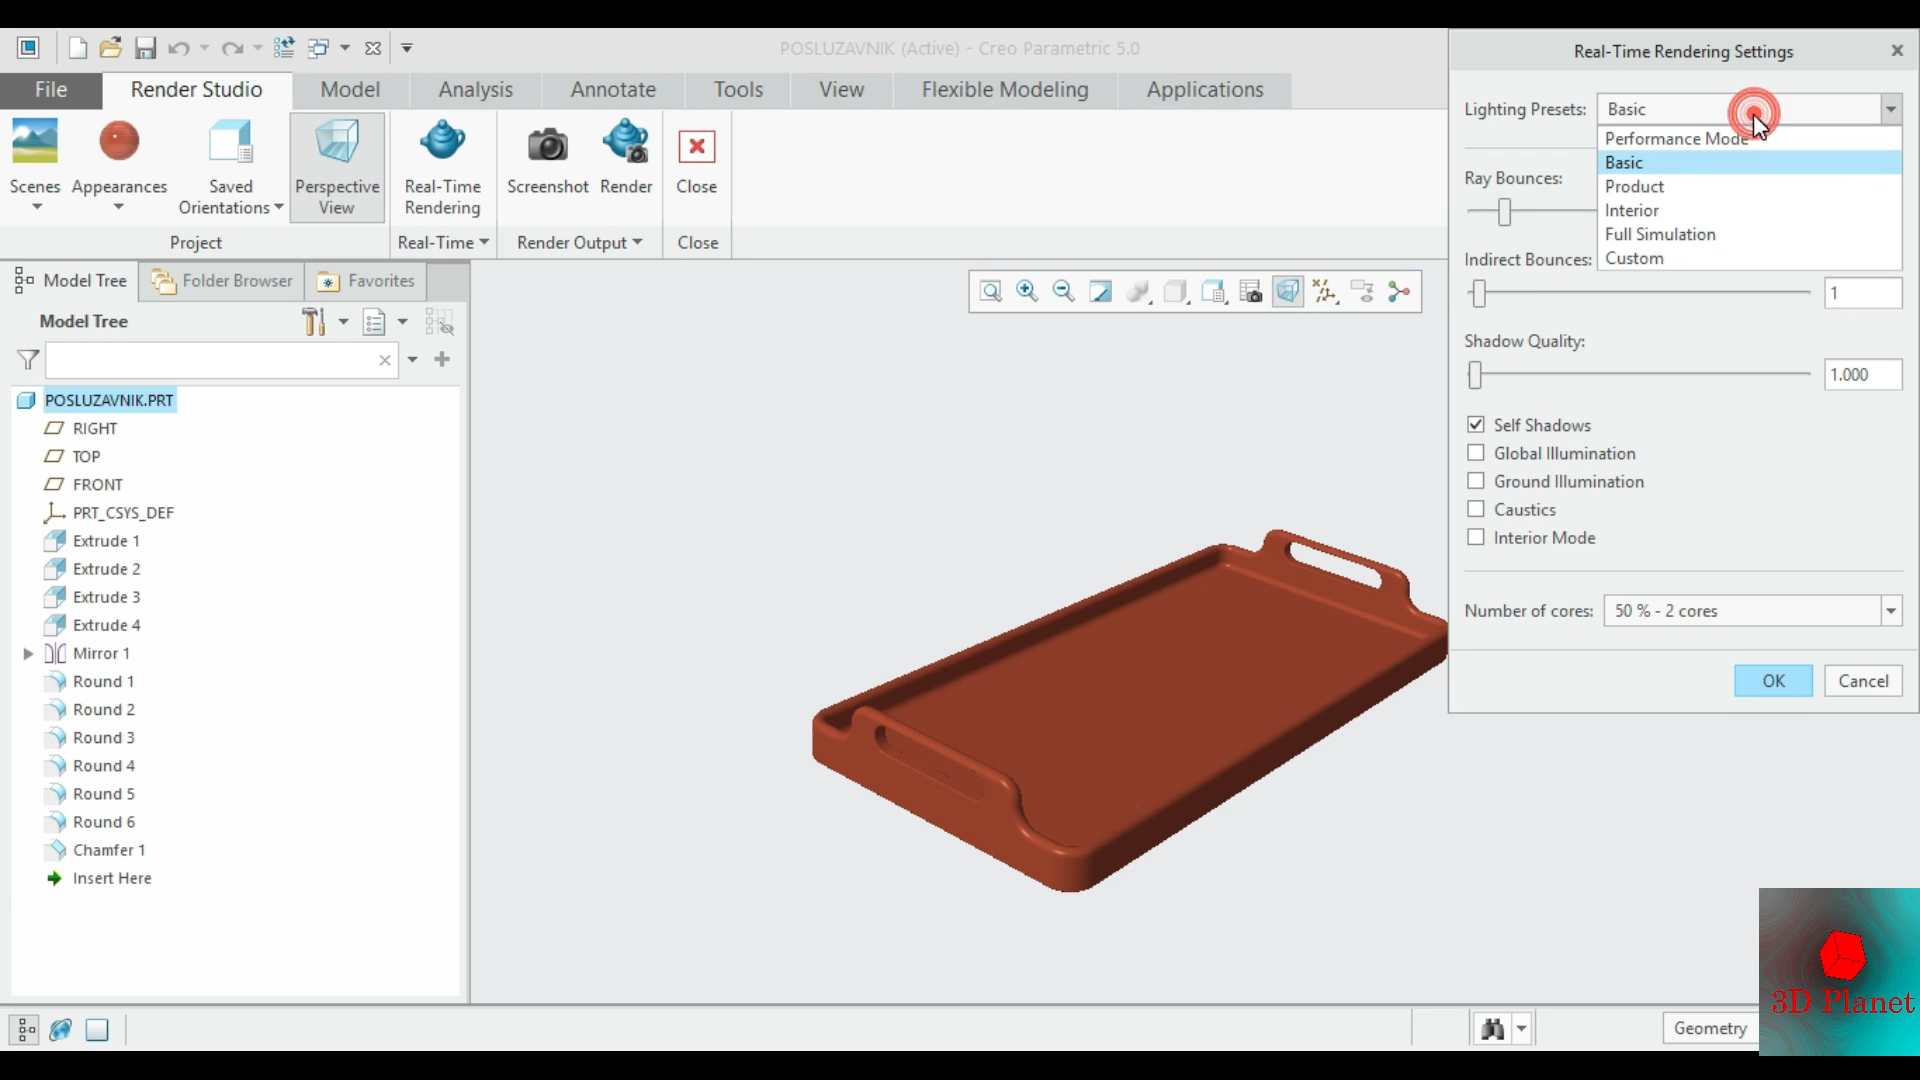 POSLUZAVNIK (Active) - Creo Parametric 5.0
File
Render Studio
Model
Analysis
Annotate
Tools
View
Flexible Modeling
Applications
Scenes
Appearances
Saved
Orientations
Perspective
View
Real-Time
Rendering
Screenshot
Render
Close
Project
Real-Time
Render Output
Close
Model Tree
Folder Browser
Favorites
Model Tree
POSLUZAVNIK.PRT
RIGHT
TOP
FRONT
PRT_CSYS_DEF
Extrude 1
Extrude 2
Extrude 3
Extrude 4
Mirror 1
Round 1
Round 2
Round 3
Round 4
Round 5
Round 6
Chamfer 1
Insert Here
Real-Time Rendering Settings
Lighting Presets: Basic
Performance Mode
Basic
Product
Interior
Full Simulation
Custom
Ray Bounces:
Indirect Bounces:
1
Shadow Quality:
1.000
Self Shadows
Global Illumination
Ground Illumination
Caustics
Interior Mode
Number of cores: 50 % - 2 cores
OK
Cancel
Geometry
3D Planet